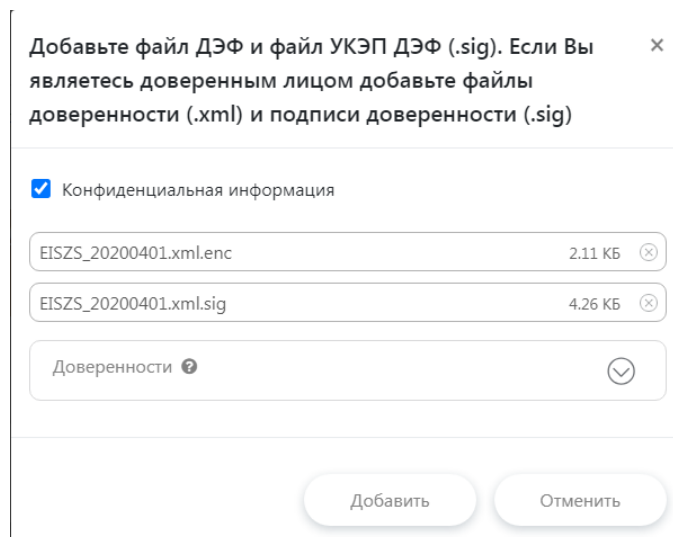 Добавьте файл ДЭФ и файл УКЭП ДЭФ (.sig). Если Вы
являетесь доверенным лицом добавьте файлы
доверенности (.xml) и подписи доверенности (.sig)
Конфиденциальная информация
EISZS_20200401.xml.enc 2.11 КБ
EISZS_20200401.xml.sig 4.26 КБ
Доверенности
Добавить Отменить